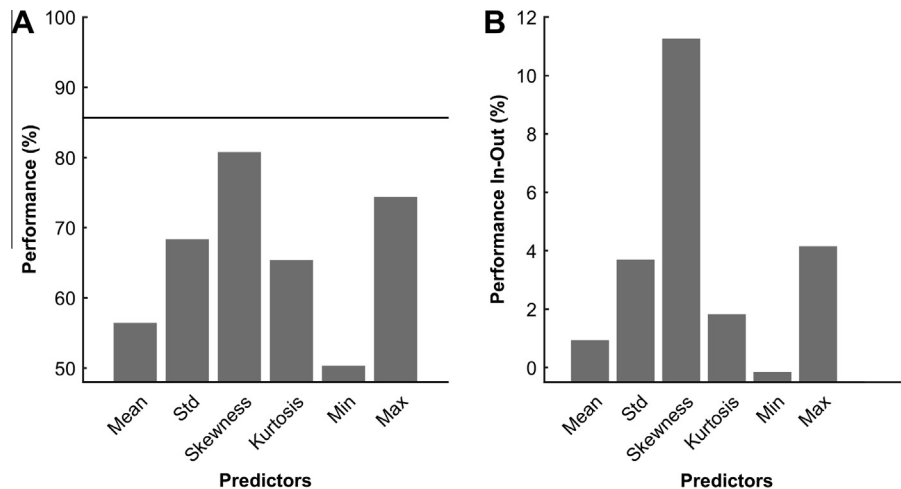 A
Performance (%)
100
90
80
70
60
50
Mean
Std
Skewness
Kurtosis
Min
Max
Predictors
B
Performance In-Out (%)
12
10
8
6
4
2
0
Mean
Std
Skewness
Kurtosis
Min
Max
Predictors